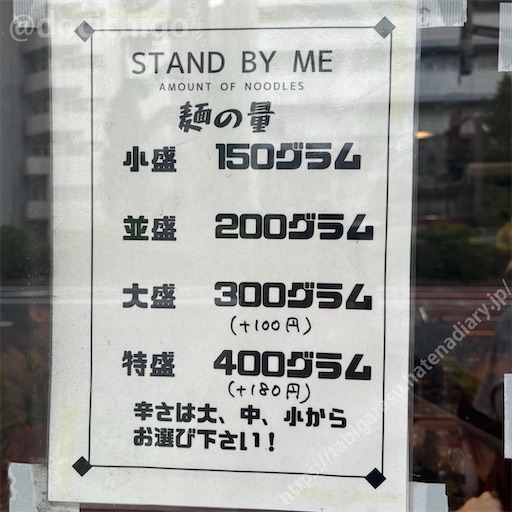 STAND BY ME
AMOUNT OF NOODLES
麺の量
小盛 150グラム
並盛 200グラム
大盛 300グラム
(+100円)
特盛 400グラム
(+180円)
辛さは大、中、小から
お選び下さい!